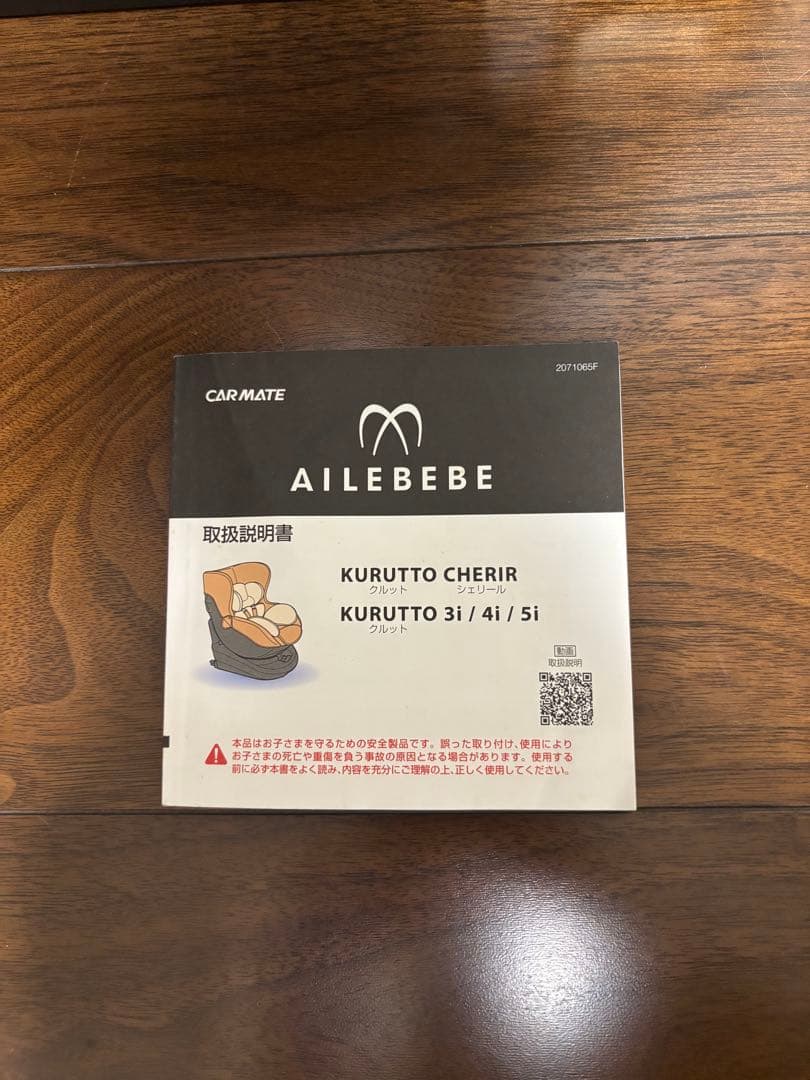 2071065F
CARMATE
AILEBEBE
取扱説明書
KURUTTO CHERIR
クルット シェリール
KURUTTO 3i / 4i / 5i
クルット
動画
取扱説明
本品はお子さまを守るための安全製品です。誤った取り付け、使用により
お子さまの死亡や重傷を負う事故の原因となる場合があります。使用する
前に必ず本書をよく読み、内容を充分にご理解の上、正しく使用してください。